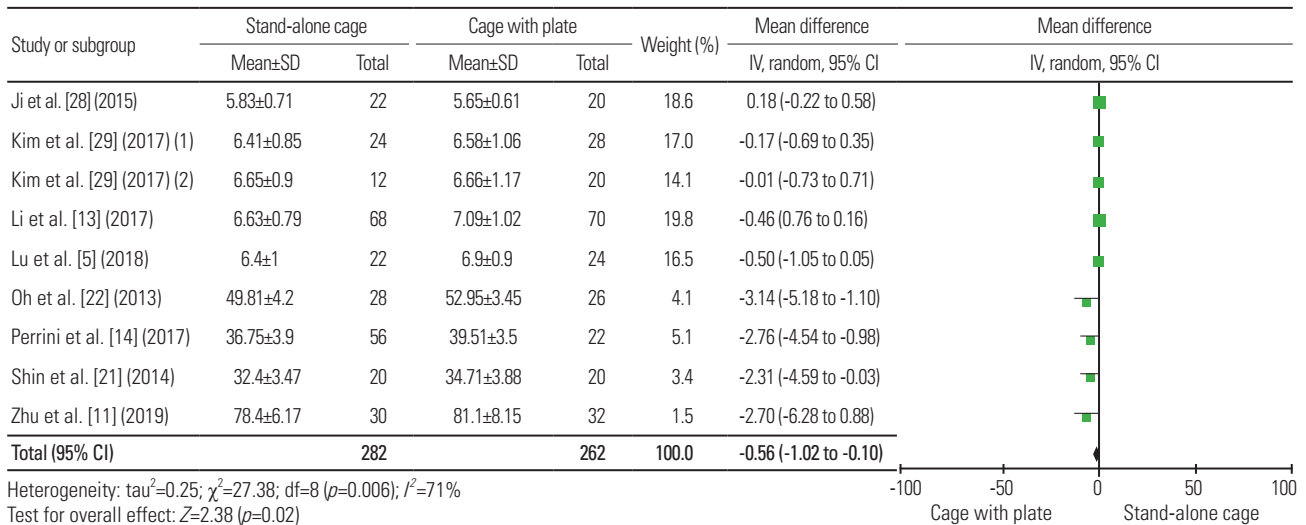 Study or subgroup Stand-alone cage Cage with plate Weight (%) Mean difference Mean difference
Mean±SD Total Mean±SD Total IV, random, 95% CI IV, random, 95% CI
Ji et al. [28] (2015) 5.83±0.71 22 5.65±0.61 20 18.6 0.18 (-0.22 to 0.58)
Kim et al. [29] (2017) (1) 6.41±0.85 24 6.58±1.06 28 17.0 -0.17 (-0.69 to 0.35)
Kim et al. [29] (2017) (2) 6.65±0.9 12 6.66±1.17 20 14.1 -0.01 (-0.73 to 0.71)
Li et al. [13] (2017) 6.63±0.79 68 7.09±1.02 70 19.8 -0.46 (0.76 to 0.16)
Lu et al. [5] (2018) 6.4±1 22 6.9±0.9 24 16.5 -0.50 (-1.05 to 0.05)
Oh et al. [22] (2013) 49.81±4.2 28 52.95±3.45 26 4.1 -3.14 (-5.18 to -1.10)
Perrini et al. [14] (2017) 36.75±3.9 56 39.51±3.5 22 5.1 -2.76 (-4.54 to -0.98)
Shin et al. [21] (2014) 32.4±3.47 20 34.71±3.88 20 3.4 -2.31 (-4.59 to -0.03)
Zhu et al. [11] (2019) 78.4±6.17 30 81.1±8.15 32 1.5 -2.70 (-6.28 to 0.88)
Total (95% CI) 282 262 100.0 -0.56 (-1.02 to -0.10)
Heterogeneity: tau²=0.25; χ²=27.38; df=8 (p=0.006); I²=71%
Test for overall effect: Z=2.38 (p=0.02)
-100 -50 0 50 100
Cage with plate Stand-alone cage